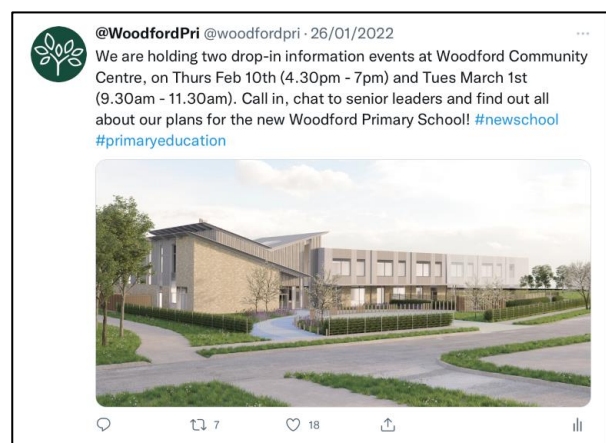 @WoodfordPri @woodfordpri · 26/01/2022
We are holding two drop-in information events at Woodford Community
Centre, on Thurs Feb 10th (4.30pm - 7pm) and Tues March 1st
(9.30am - 11.30am). Call in, chat to senior leaders and find out all
about our plans for the new Woodford Primary School! #newschool
#primaryeducation
7 18